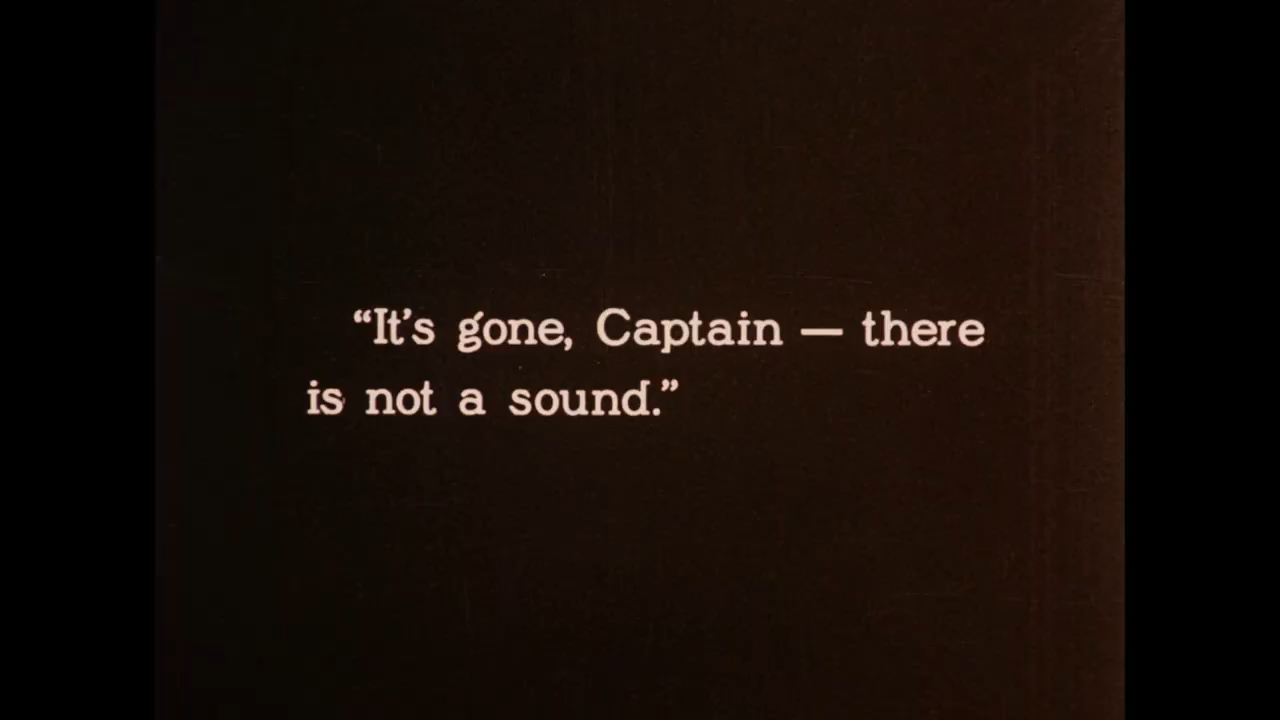 “It’s gone, Captain — there
is not a sound.”